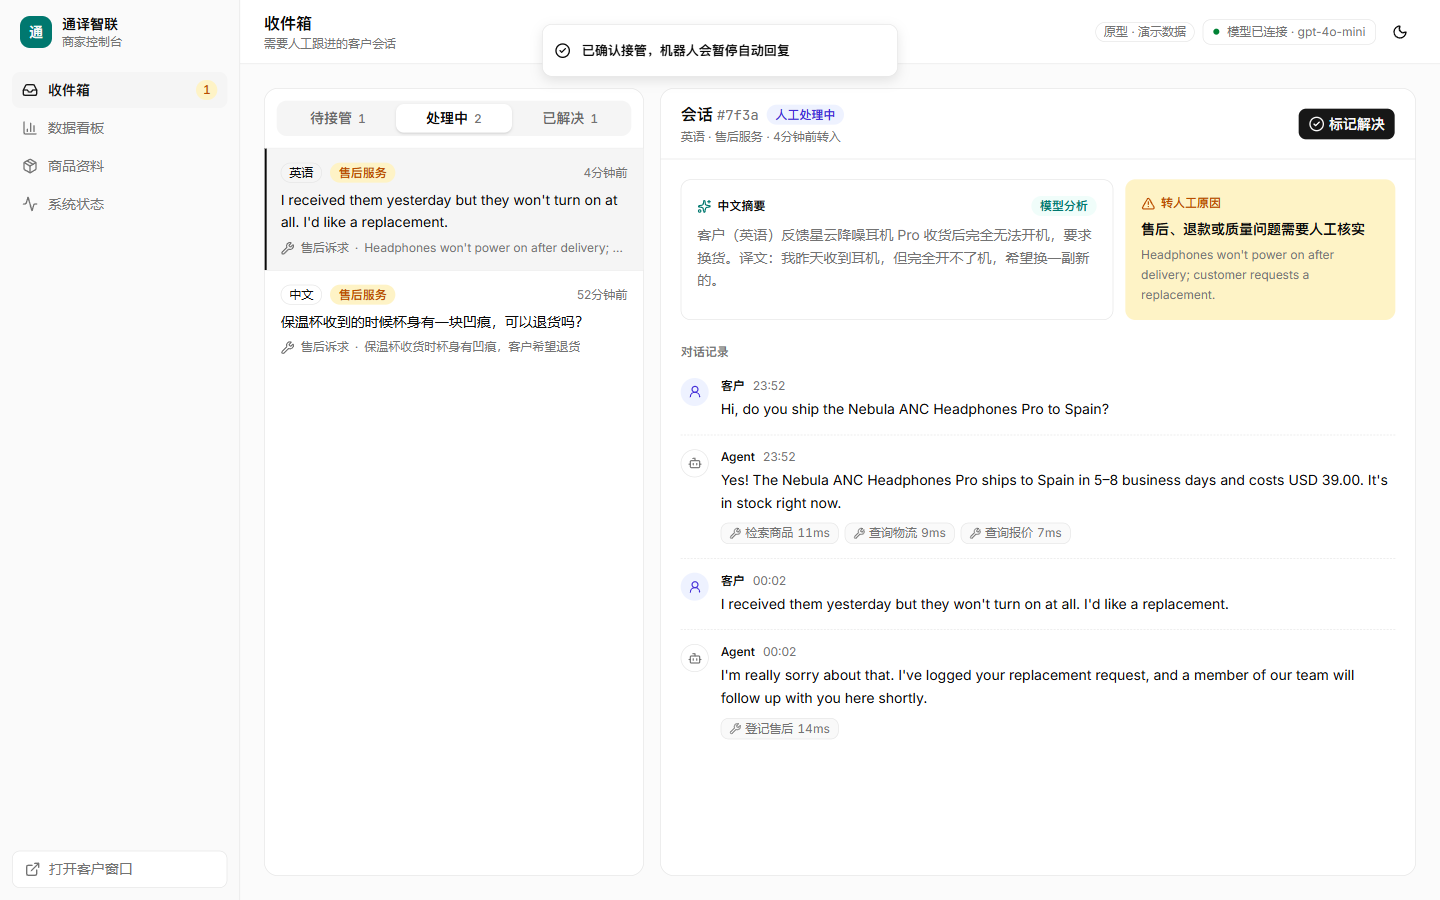 通
通译智联
商家控制台
收件箱
1
数据看板
商品资料
系统状态
打开客户窗口
收件箱
需要人工跟进的客户会话
已确认接管，机器人会暂停自动回复
原型 · 演示数据
模型已连接 · gpt-4o-mini
待接管 1
处理中 2
已解决 1
英语
售后服务
4分钟前
I received them yesterday but they won't turn on at
all. I'd like a replacement.
售后诉求 · Headphones won't power on after delivery; ...
中文
售后服务
52分钟前
保温杯收到的时候杯身有一块凹痕，可以退货吗？
售后诉求 · 保温杯收货时杯身有凹痕，客户希望退货
会话 #7f3a 人工处理中
英语 · 售后服务 · 4分钟前转入
标记解决
中文摘要
模型分析
客户（英语）反馈星云降噪耳机 Pro 收货后完全无法开机，要求
换货。译文：我昨天收到耳机，但完全开不了机，希望换一副新
的。
转人工原因
售后、退款或质量问题需要人工核实
Headphones won't power on after
delivery; customer requests a
replacement.
对话记录
客户 23:52
Hi, do you ship the Nebula ANC Headphones Pro to Spain?
Agent 23:52
Yes! The Nebula ANC Headphones Pro ships to Spain in 5–8 business days and costs USD 39.00. It's
in stock right now.
检索商品 11ms
查询物流 9ms
查询报价 7ms
客户 00:02
I received them yesterday but they won't turn on at all. I'd like a replacement.
Agent 00:02
I'm really sorry about that. I've logged your replacement request, and a member of our team will
follow up with you here shortly.
登记售后 14ms